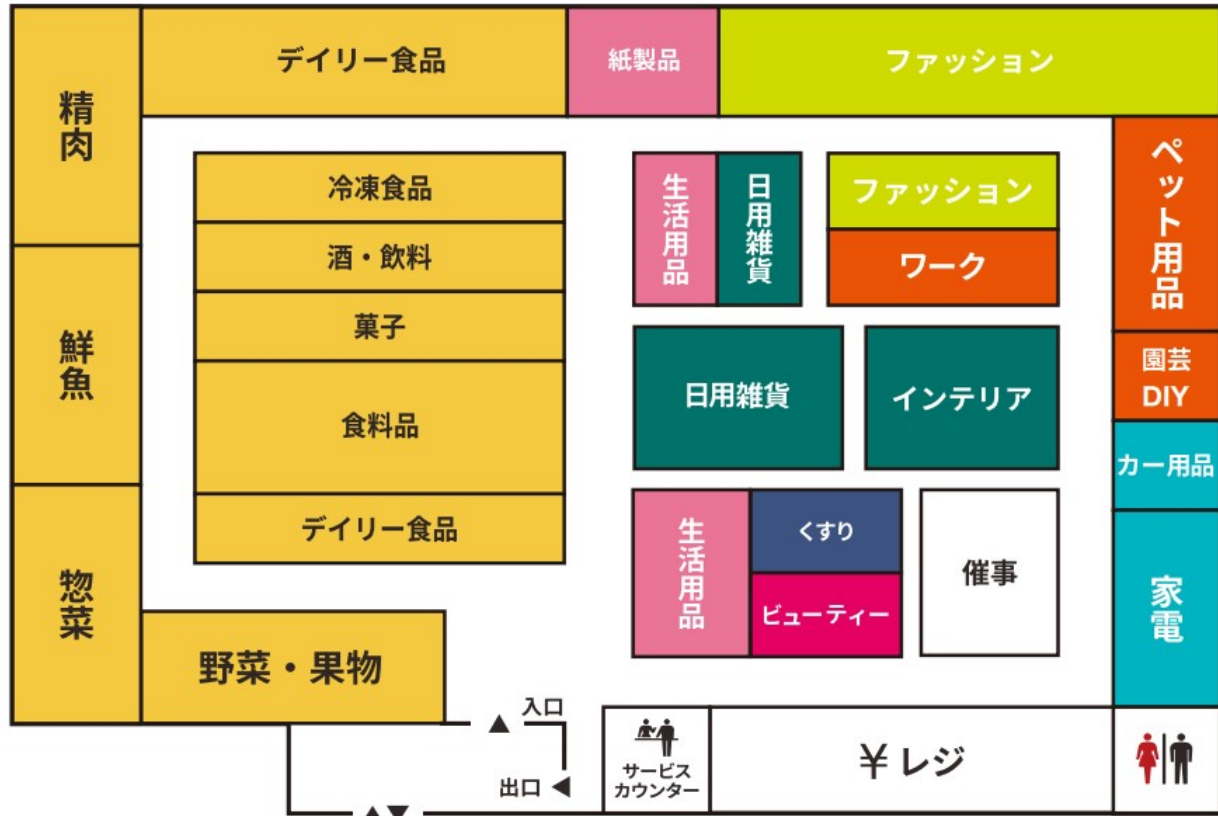 デイリー食品
紙製品
ファッション
精肉
ペット用品
冷凍食品
生活用品
日用雑貨
ファッション
酒・飲料
ワーク
菓子
鮮魚
日用雑貨
インテリア
園芸
DIY
食料品
カー用品
デイリー食品
生活用品
くすり
催事
惣菜
ビューティー
家電
野菜・果物
▲ 入口
出口 ◀
サービス
カウンター
¥ レジ
▲▼